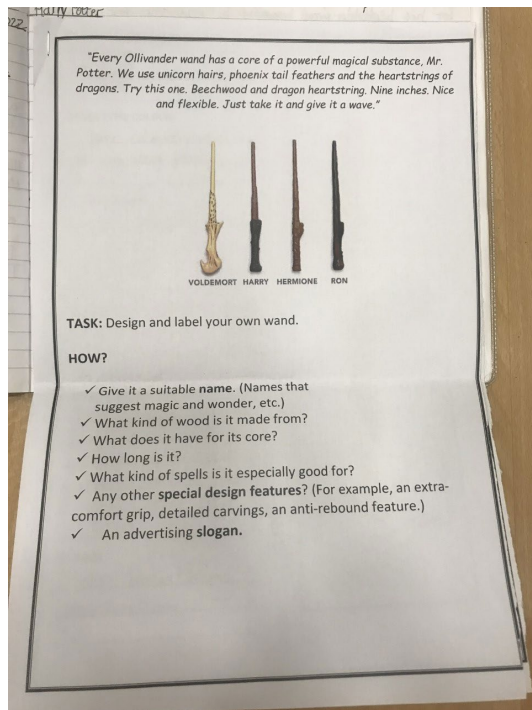 Harry Potter
022
"Every Ollivander wand has a core of a powerful magical substance, Mr.
Potter. We use unicorn hairs, phoenix tail feathers and the heartstrings of
dragons. Try this one. Beechwood and dragon heartstring. Nine inches. Nice
and flexible. Just take it and give it a wave."
VOLDEMORT HARRY HERMIONE RON
TASK: Design and label your own wand.
HOW?
✓ Give it a suitable name. (Names that
suggest magic and wonder, etc.)
✓ What kind of wood is it made from?
✓ What does it have for its core?
✓ How long is it?
✓ What kind of spells is it especially good for?
✓ Any other special design features? (For example, an extra-
comfort grip, detailed carvings, an anti-rebound feature.)
✓ An advertising slogan.